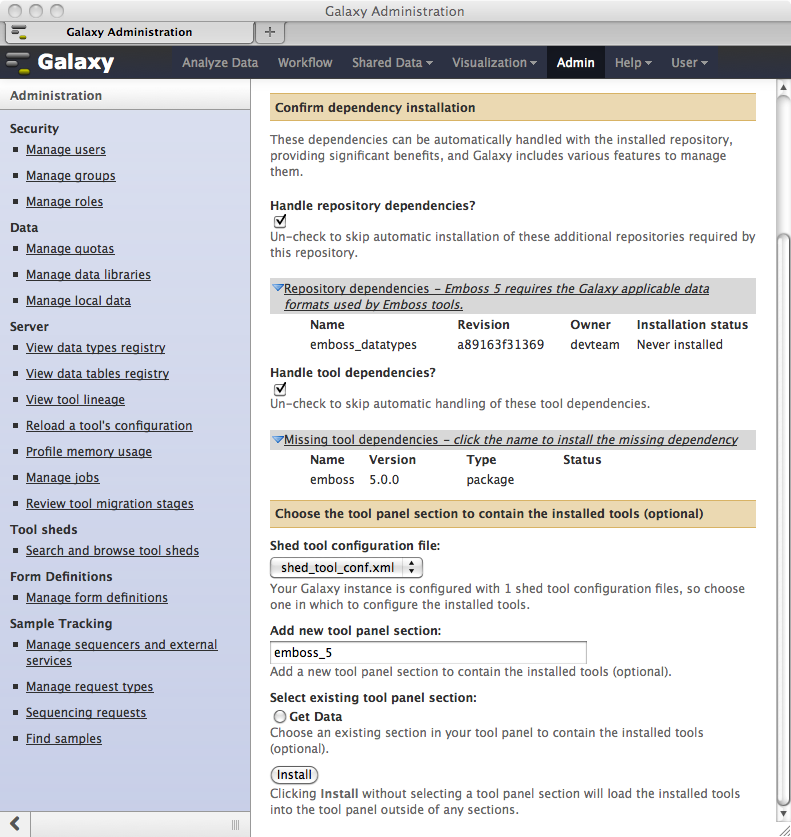 Galaxy Administration
Galaxy Administration
+
Galaxy
Analyze Data Workflow Shared Data Visualization Admin Help User
Administration
Security
Manage users
Manage groups
Manage roles
Data
Manage quotas
Manage data libraries
Manage local data
Server
View data types registry
View data tables registry
View tool lineage
Reload a tool's configuration
Profile memory usage
Manage jobs
Review tool migration stages
Tool sheds
Search and browse tool sheds
Form Definitions
Manage form definitions
Sample Tracking
Manage sequencers and external
services
Manage request types
Sequencing requests
Find samples
Confirm dependency installation
These dependencies can be automatically handled with the installed repository,
providing significant benefits, and Galaxy includes various features to manage
them.
Handle repository dependencies?
Un-check to skip automatic installation of these additional repositories required by
this repository.
Repository dependencies – Emboss 5 requires the Galaxy applicable data
formats used by Emboss tools.
Name Revision Owner Installation status
emboss_datatypes a89163f31369 devteam Never installed
Handle tool dependencies?
Un-check to skip automatic handling of these tool dependencies.
Missing tool dependencies – click the name to install the missing dependency
Name Version Type Status
emboss 5.0.0 package
Choose the tool panel section to contain the installed tools (optional)
Shed tool configuration file:
shed_tool_conf.xml
Your Galaxy instance is configured with 1 shed tool configuration files, so choose
one in which to configure the installed tools.
Add new tool panel section:
emboss_5
Add a new tool panel section to contain the installed tools (optional).
Select existing tool panel section:
Get Data
Choose an existing section in your tool panel to contain the installed tools
(optional).
Install
Clicking Install without selecting a tool panel section will load the installed tools
into the tool panel outside of any sections.